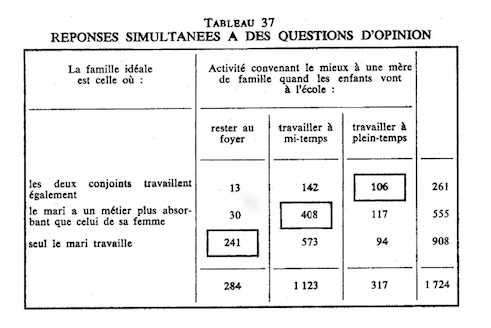 TABLEAU 37
REPONSES SIMULTANEES A DES QUESTIONS D'OPINION
La famille idéale
est celle où :
Activité convenant le mieux à une mère
de famille quand les enfants vont
à l'école :
rester au
foyer
travailler à
mi-temps
travailler à
plein-temps
les deux conjoints travaillent
également
13 142 106 261
le mari a un métier plus absor-
bant que celui de sa femme
30 408 117 555
seul le mari travaille 241 573 94 908
284 1 123 317 1 724